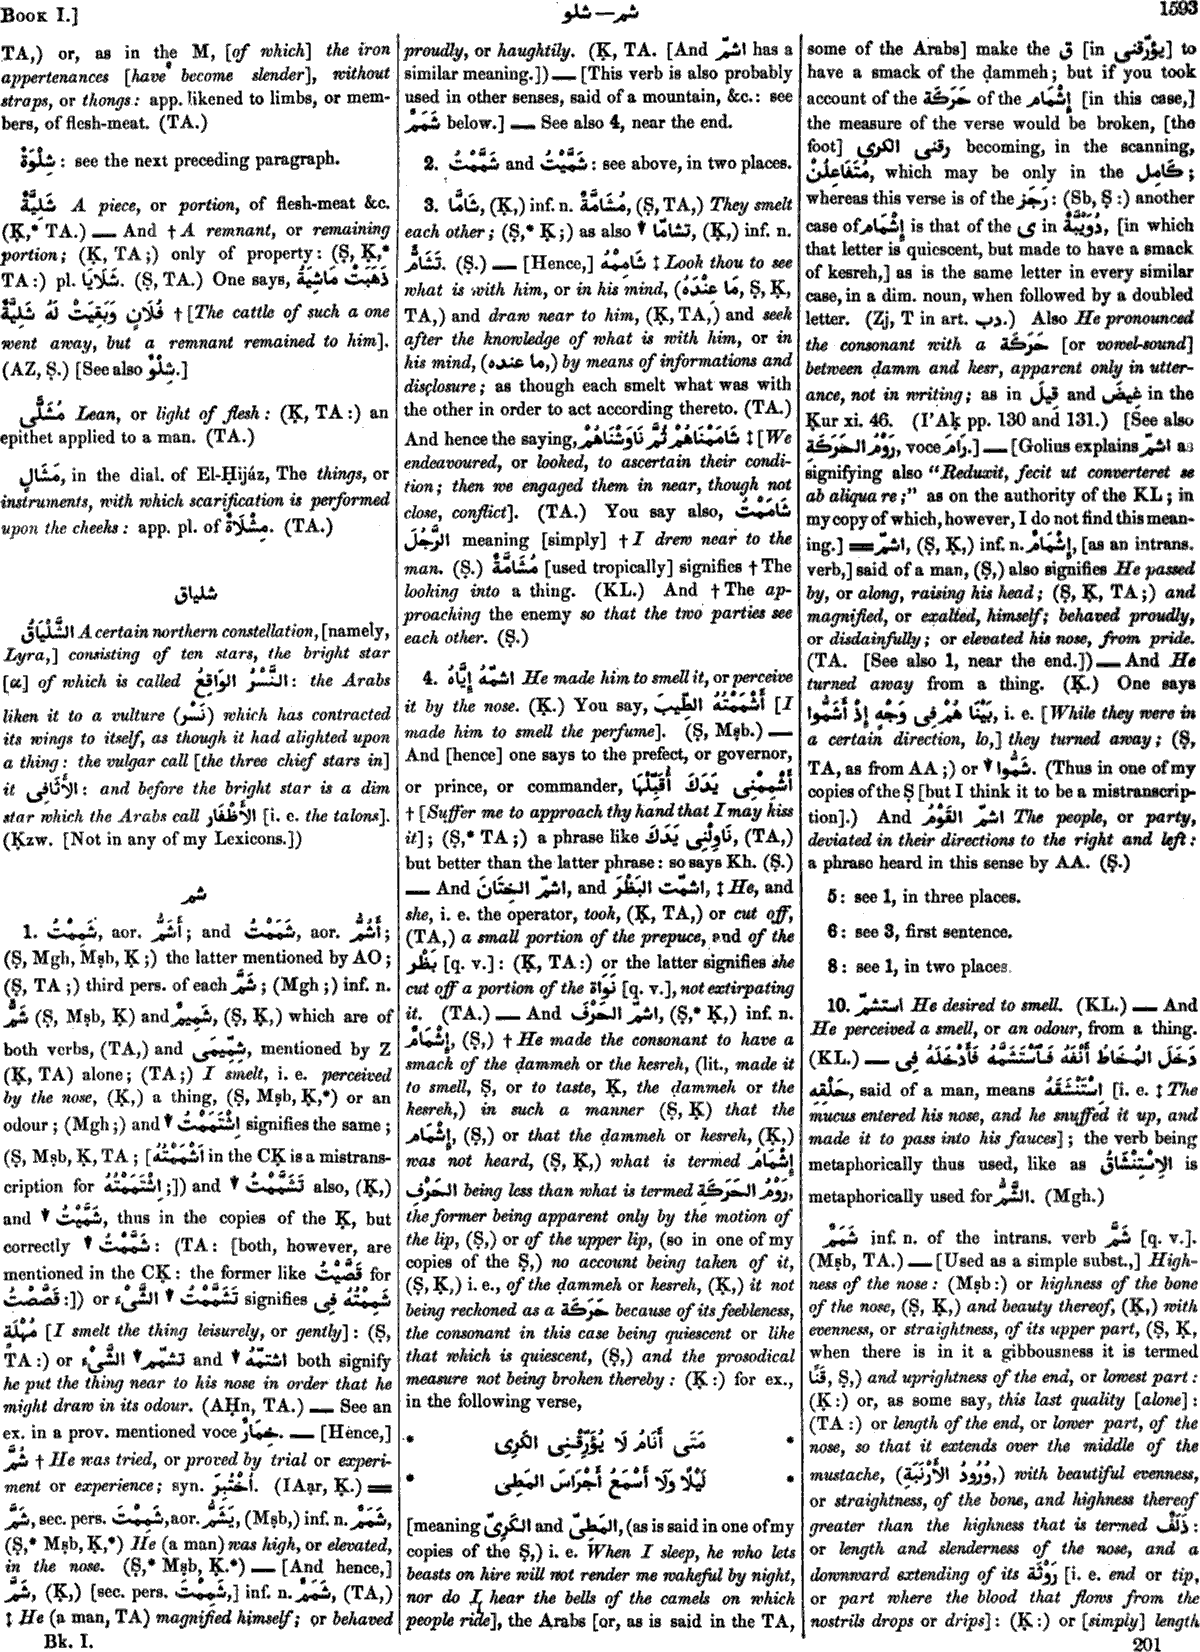 BOOK I.]
شلو — شم
1593
TA,) or, as in the M, [of which] the iron
appertenances [have become slender], without
straps, or thongs: app. likened to limbs, or mem-
bers, of flesh-meat. (TA.)
شِلْوَةٌ: see the next preceding paragraph.
شَلِيَّةٌ A piece, or portion, of flesh-meat &c.
(Ḳ,* TA.) — And † A remnant, or remaining
portion; (Ḳ, TA;) only of property: (Ṣ, Ḳ,*
TA:) pl. شَلَايَا. (Ṣ, TA.) One says, ذَهَبَتْ مَاشِيَةُ
فُلَانٍ وَبَقِيَتْ لَهُ شَلِيَّةٌ † [The cattle of such a one
went away, but a remnant remained to him].
(AZ, Ṣ.) [See also شِلْوٌ.]
مُشَلًّى Lean, or light of flesh: (Ḳ, TA:) an
epithet applied to a man. (TA.)
مَشَالٍ, in the dial. of El-Ḥijáz, The things, or
instruments, with which scarification is performed
upon the cheeks: app. pl. of مِشْلَاةٌ. (TA.)
شلياق
الشَّلْيَاقُ A certain northern constellation, [namely,
Lyra,] consisting of ten stars, the bright star
[α] of which is called النَّسْرُ الوَاقِعُ: the Arabs
liken it to a vulture (نَسْر) which has contracted
its wings to itself, as though it had alighted upon
a thing: the vulgar call [the three chief stars in]
it الأَثَافِى: and before the bright star is a dim
star which the Arabs call الأَظْفَار [i. e. the talons].
(Ḳzw. [Not in any of my Lexicons.])
شم
1. شَمِمْتُ, aor. أَشَمُّ; and شَمَمْتُ, aor. أَشُمُّ;
(Ṣ, Mgh, Mṣb, Ḳ;) the latter mentioned by AO;
(Ṣ, TA;) third pers. of each شَمَّ; (Mgh;) inf. n.
شَمٌّ (Ṣ, Mṣb, Ḳ) and شَمِيمٌ, (Ṣ, Ḳ,) which are of
both verbs, (TA,) and شِمِّيمَى, mentioned by Z
(Ḳ, TA) alone; (TA;) I smelt, i. e. perceived
by the nose, (Ḳ,) a thing, (Ṣ, Mṣb, Ḳ,*) or an
odour; (Mgh;) and ▼ اِشْتَمَمْتُ signifies the same;
(Ṣ, Mṣb, Ḳ, TA; [أَشْمَمْتُهُ in the CḲ is a mistrans-
cription for اِشْتَمَمْتُهُ;]) and ▼ تَشَمَّمْتُ also, (Ḳ,)
and ▼ شَمَّيْتُ, thus in the copies of the Ḳ, but
correctly ▼ شَمَّمْتُ: (TA: [both, however, are
mentioned in the CḲ: the former like قَصَّيْتُ for
قَصَّصْتُ:]) or ▼ تَشَمَّمْتُ الشَّىْءَ signifies شَمِمْتُهُ فِى
مُهْلَةٍ [I smelt the thing leisurely, or gently]: (Ṣ,
TA:) or ▼ تشمّم الشَّىْءَ and ▼ اشتمّهُ both signify
he put the thing near to his nose in order that he
might draw in its odour. (AḤn, TA.) — See an
ex. in a prov. mentioned voce خِمَارٌ. — [Hence,]
شُمَّ † He was tried, or proved by trial or experi-
ment or experience; syn. اُخْتُبِرَ. (IAạr, Ḳ.) =
شَمَّ, sec. pers. شَمِمْتَ, aor. يَشَمُّ, (Mṣb,) inf. n. شَمَمٌ,
(Ṣ,* Mṣb, Ḳ,*) He (a man) was high, or elevated,
in the nose. (Ṣ,* Mṣb, Ḳ.*) — [And hence,]
شَمَّ, (Ḳ,) [sec. pers. شَمِمْتَ,] inf. n. شَمَمٌ, (TA,)
‡ He (a man, TA) magnified himself; or behaved
Bk. I.
proudly, or haughtily. (Ḳ, TA. [And اشمّ has a
similar meaning.]) — [This verb is also probably
used in other senses, said of a mountain, &c.: see
شَمَمٌ below.] — See also 4, near the end.
2. شَمَّمْتُ and شَمَّيْتُ: see above, in two places.
3. شَامَّا, (Ḳ,) inf. n. مُشَامَّةٌ, (Ṣ, TA,) They smelt
each other; (Ṣ,* Ḳ;) as also ▼ تشامّا, (Ḳ,) inf. n.
تَشَامٌّ. (Ṣ.) — [Hence,] شَامِمْهُ ‡ Look thou to see
what is with him, or in his mind, (مَا عِنْدَهُ, Ṣ, Ḳ,
TA,) and draw near to him, (Ḳ, TA,) and seek
after the knowledge of what is with him, or in
his mind, (ما عنده,) by means of informations and
disclosure; as though each smelt what was with
the other in order to act according thereto. (TA.)
And hence the saying, شَامَمْنَاهُمْ ثُمَّ نَاوَشْنَاهُمْ ‡ [We
endeavoured, or looked, to ascertain their condi-
tion; then we engaged them in near, though not
close, conflict]. (TA.) You say also, شَامَمْتُ
الرَّجُلَ meaning [simply] † I drew near to the
man. (Ṣ.) مُشَامَّةٌ [used tropically] signifies † The
looking into a thing. (KL.) And † The ap-
proaching the enemy so that the two parties see
each other. (Ṣ.)
4. اشمّهُ إِيَّاهُ He made him to smell it, or perceive
it by the nose. (Ḳ.) You say, أَشْمَمْتُهُ الطِّيبَ [I
made him to smell the perfume]. (Ṣ, Mṣb.) —
And [hence] one says to the prefect, or governor,
or prince, or commander, أَشْمِمْنِى يَدَكَ أُقَبِّلْهَا
† [Suffer me to approach thy hand that I may kiss
it]; (Ṣ,* TA;) a phrase like نَاوِلْنِى يَدَكَ, (TA,)
but better than the latter phrase: so says Kh. (Ṣ.)
— And اشمّ الخِتَانَ, and اشمّت البَظْرَ, ‡ He, and
she, i. e. the operator, took, (Ḳ, TA,) or cut off,
(TA,) a small portion of the prepuce, and of the
بَظْر [q. v.]: (Ḳ, TA:) or the latter signifies she
cut off a portion of the نَوَاة [q. v.], not extirpating
it. (TA.) — And اشمّ الحَرْفَ, (Ṣ,* Ḳ,) inf. n.
إِشْمَامٌ, (Ṣ,) † He made the consonant to have a
smack of the ḍammeh or the kesreh, (lit., made it
to smell, Ṣ, or to taste, Ḳ, the ḍammeh or the
kesreh,) in such a manner (Ṣ, Ḳ) that the
إِشْمَام, (Ṣ,) or that the ḍammeh or kesreh, (Ḳ,)
was not heard, (Ṣ, Ḳ,) what is termed إِشْمَامُ
الحَرْفِ being less than what is termed رَوْمُ الحَرَكَةِ,
the former being apparent only by the motion of
the lip, (Ṣ,) or of the upper lip, (so in one of my
copies of the Ṣ,) no account being taken of it,
(Ṣ, Ḳ,) i. e., of the ḍammeh or kesreh, (Ḳ,) it not
being reckoned as a حَرَكَة because of its feebleness,
the consonant in this case being quiescent or like
that which is quiescent, (Ṣ,) and the prosodical
measure not being broken thereby: (Ḳ:) for ex.,
in the following verse,
* مَتَى أَنَامُ لَا يُؤَرِّقْنِى الكَرِى *
* لَيْلًا وَلَا أَسْمَعُ أَجْرَاسَ المَطِى *
[meaning الكَرِىّ and المَطِىّ, (as is said in one of my
copies of the Ṣ,) i. e. When I sleep, he who lets
beasts on hire will not render me wakeful by night,
nor do I hear the bells of the camels on which
people ride], the Arabs [or, as is said in the TA,
some of the Arabs] make the ق [in يؤرّقنى] to
have a smack of the ḍammeh; but if you took
account of the حَرَكَة of the إِشْمَام [in this case,]
the measure of the verse would be broken, [the
foot] رقنى الكرى becoming, in the scanning,
مُتَفَاعِلُنْ, which may be only in the كَامِل;
whereas this verse is of the رَجَز: (Sb, Ṣ:) another
case of إِشْمَام is that of the ى in دُوَيْبَّة, [in which
that letter is quiescent, but made to have a smack
of kesreh,] as is the same letter in every similar
case, in a dim. noun, when followed by a doubled
letter. (Zj, T in art. دب.) Also He pronounced
the consonant with a حَرَكَة [or vowel-sound]
between ḍamm and kesr, apparent only in utter-
ance, not in writing; as in قِيلَ and غِيضَ in the
Ḳur xi. 46. (I'Aḳ pp. 130 and 131.) [See also
رَوْمُ الحَرَكَةِ, voce رَامَ.] — [Golius explains اشمّ as
signifying also “Reduxit, fecit ut converteret se
ab aliqua re;” as on the authority of the KL; in
my copy of which, however, I do not find this mean-
ing.] = اشمّ, (Ṣ, Ḳ,) inf. n. إِشْمَامٌ, [as an intrans.
verb,] said of a man, (Ṣ,) also signifies He passed
by, or along, raising his head; (Ṣ, Ḳ, TA;) and
magnified, or exalted, himself; behaved proudly,
or disdainfully; or elevated his nose, from pride.
(TA. [See also 1, near the end.]) — And He
turned away from a thing. (Ḳ.) One says
بَيْنَا هُمْ فِى وَجْهٍ إِذْ أَشَمُّوا, i. e. [While they were in
a certain direction, lo,] they turned away; (Ṣ,
TA, as from AA;) or ▼ شَمُّوا. (Thus in one of my
copies of the Ṣ [but I think it to be a mistranscrip-
tion].) And اشمّ القَوْمُ The people, or party,
deviated in their directions to the right and left:
a phrase heard in this sense by AA. (Ṣ.)
5: see 1, in three places.
6: see 3, first sentence.
8: see 1, in two places.
10. استشمّ He desired to smell. (KL.) — And
He perceived a smell, or an odour, from a thing.
(KL.) — دَخَلَ المُخَاطُ أَنْفَهُ فَٱسْتَشَمَّهُ فَأَدْخَلَهُ فِى
حَلْقِهِ, said of a man, means اِسْتَنْشَقَهُ [i. e. ‡ The
mucus entered his nose, and he snuffed it up, and
made it to pass into his fauces]; the verb being
metaphorically thus used, like as الاِسْتِنْشَاقُ is
metaphorically used for الشَّمُّ. (Mgh.)
شَمَمٌ inf. n. of the intrans. verb شَمَّ [q. v.].
(Mṣb, TA.) — [Used as a simple subst.,] High-
ness of the nose: (Mṣb:) or highness of the bone
of the nose, (Ṣ, Ḳ,) and beauty thereof, (Ḳ,) with
evenness, or straightness, of its upper part, (Ṣ, Ḳ,
when there is in it a gibbousness it is termed
قَنًا, Ṣ,) and uprightness of the end, or lowest part:
(Ḳ:) or, as some say, this last quality [alone]:
(TA:) or length of the end, or lower part, of the
nose, so that it extends over the middle of the
mustache, (وُرُودُ الأَرْنَبَةِ,) with beautiful evenness,
or straightness, of the bone, and highness thereof
greater than the highness that is termed ذَلَفٌ:
or length and slenderness of the nose, and a
downward extending of its رَوْثَة [i. e. end or tip,
or part where the blood that flows from the
nostrils drops or drips]: (Ḳ:) or [simply] length
201